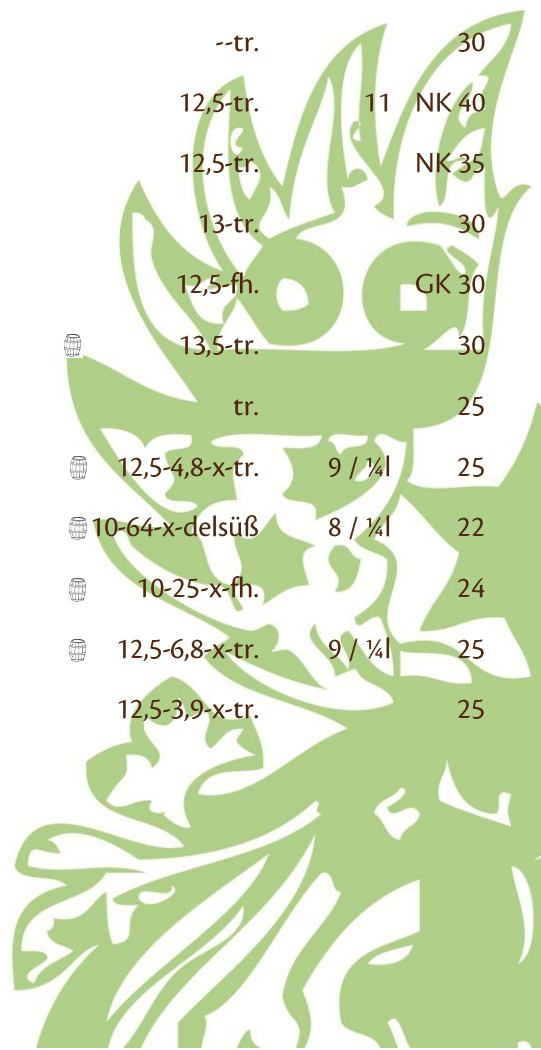 --tr. 30
12,5-tr. 11 NK 40
12,5-tr. NK 35
13-tr. 30
12,5-fh. GK 30
13,5-tr. 30
tr. 25
12,5-4,8-x-tr. 9 / ¼l 25
10-64-x-delsüß 8 / ¼l 22
10-25-x-fh. 24
12,5-6,8-x-tr. 9 / ¼l 25
12,5-3,9-x-tr. 25